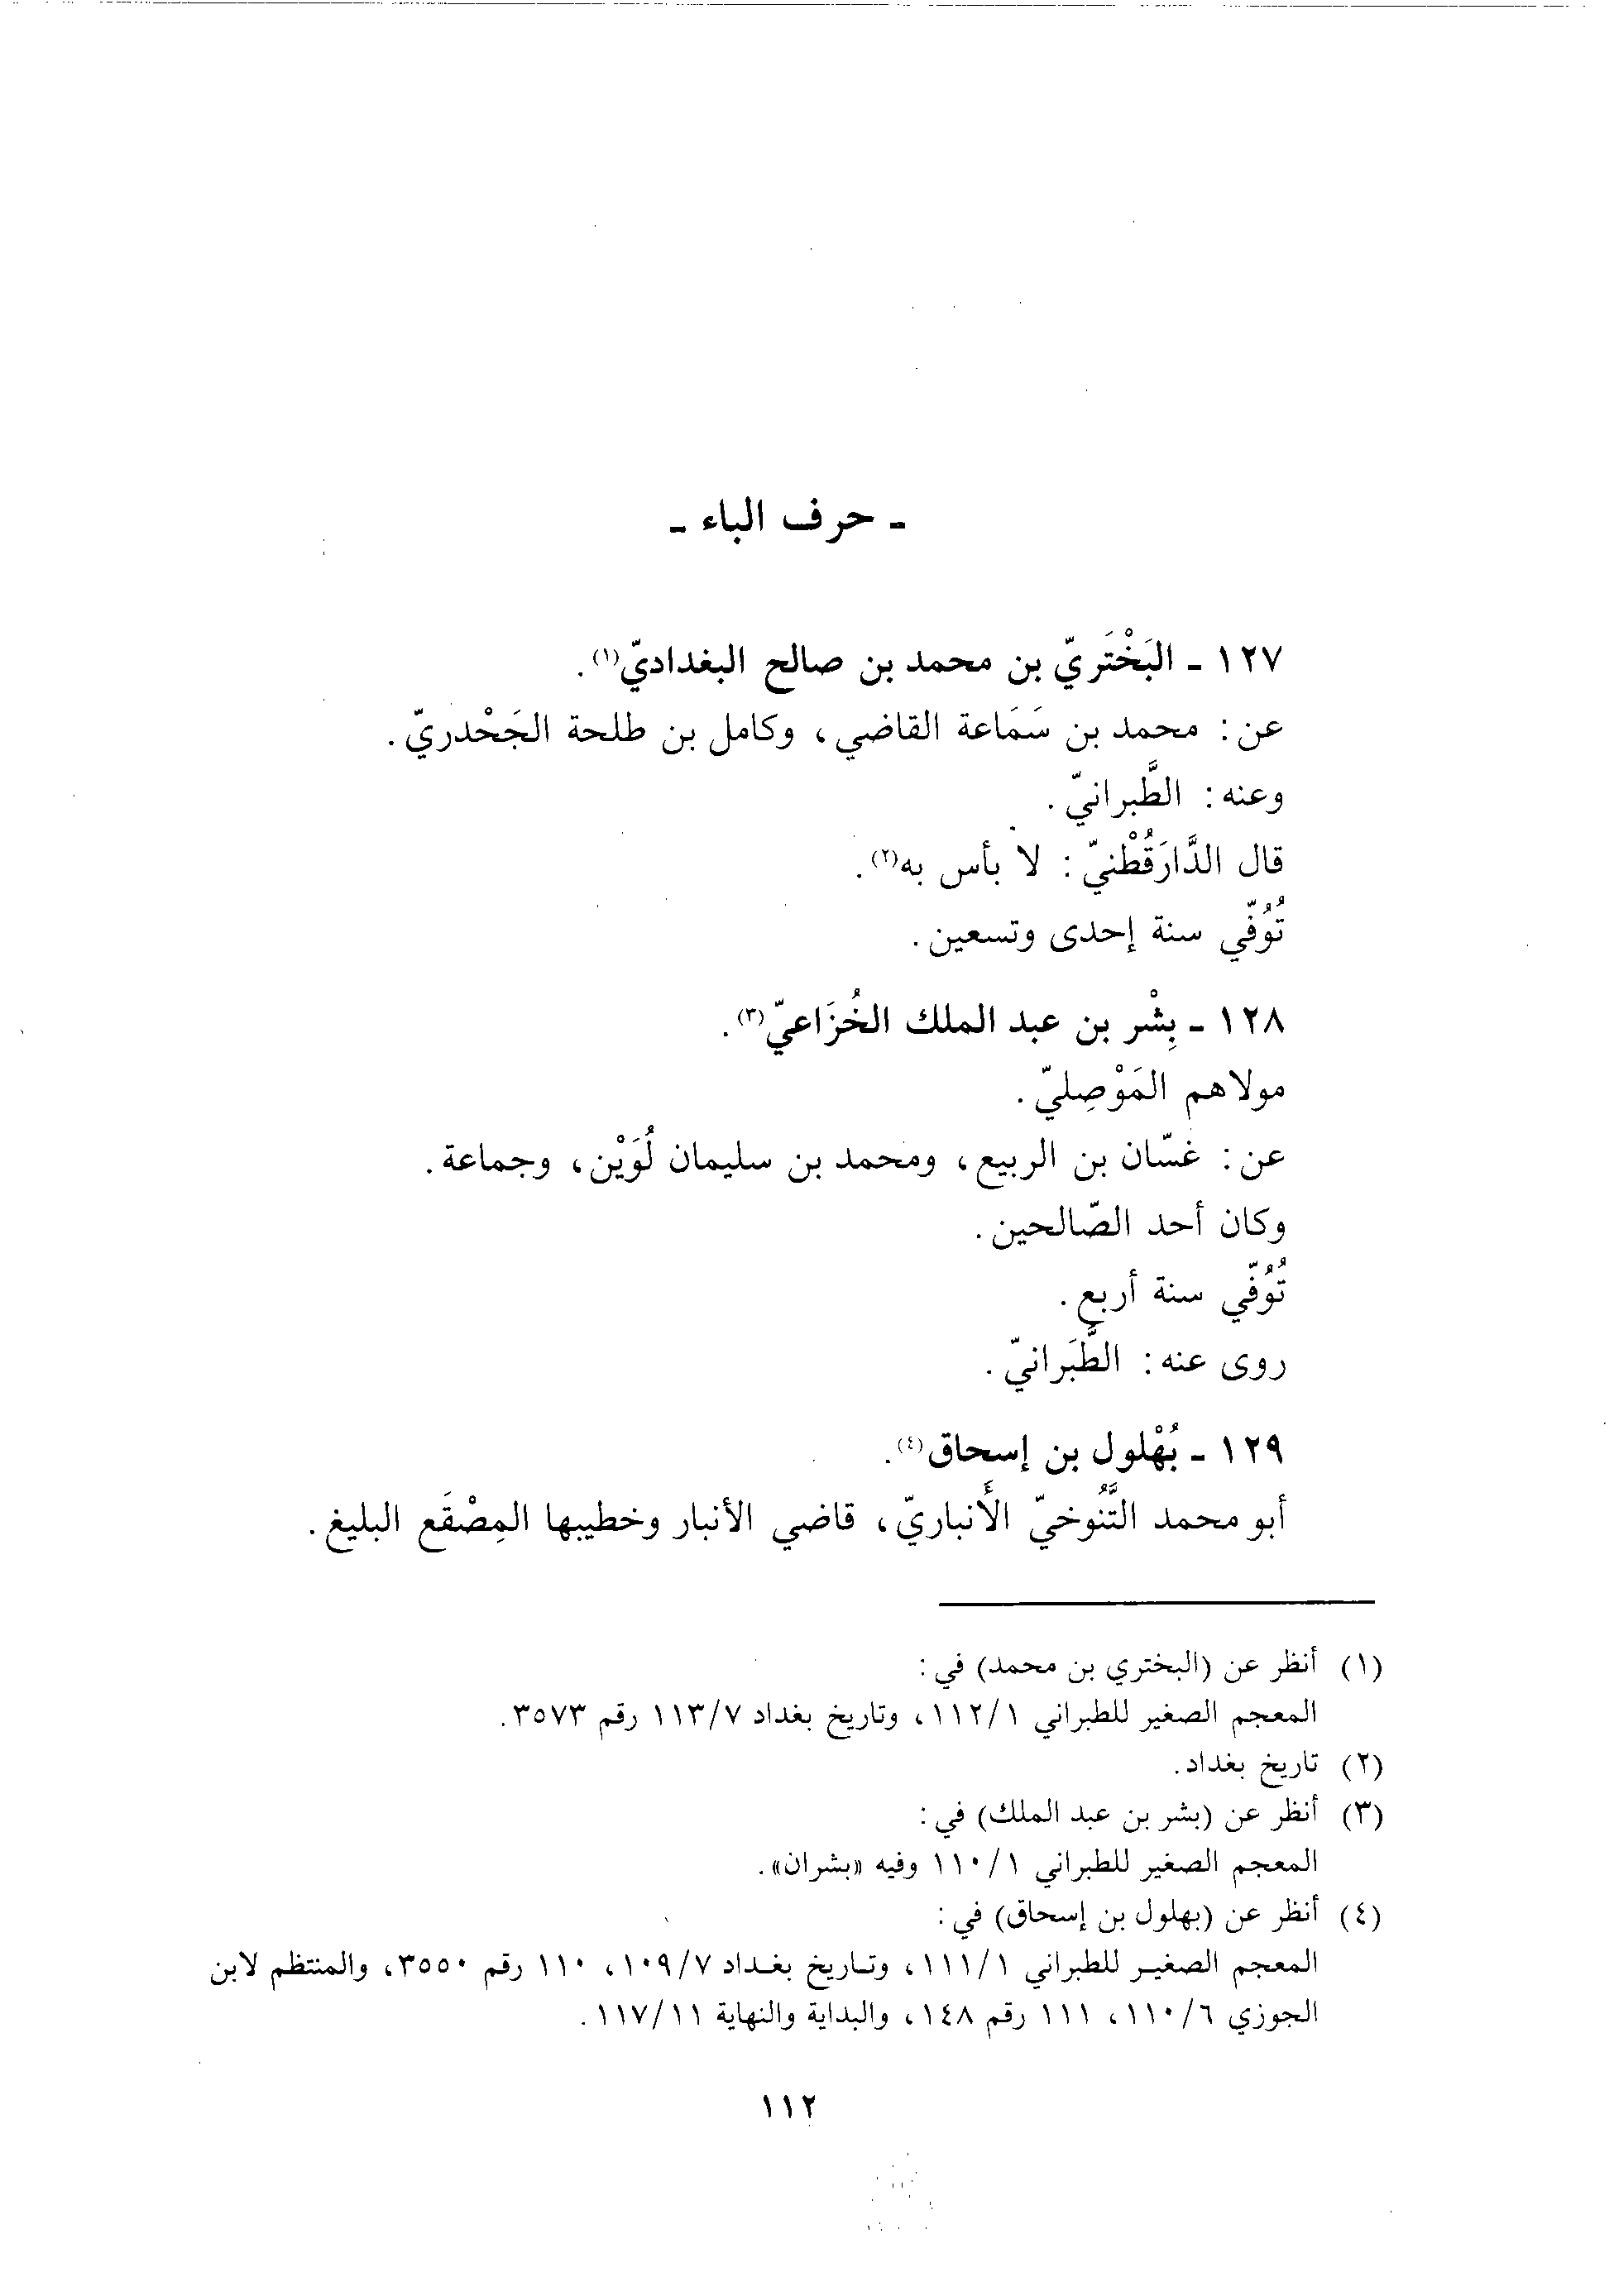 ـ حرف الباء ـ
١٢٧ ـ البَخْتَريّ بن محمد بن صالح البغداديّ(١).
عن: محمد بن سَمَاعة القاضي، وكامل بن طلحة الجَحْدريّ.
وعنه: الطَّبرانيّ.
قال الدَّارَقُطْنيّ: لا بأس به(٢).
تُوُفّي سنة إحدى وتسعين.
١٢٨ ـ بِشْر بن عبد الملك الخُزَاعيّ(٣).
مولاهم المَوْصِليّ.
عن: غسّان بن الربيع، ومحمد بن سليمان لُوَيْن، وجماعة.
وكان أحد الصّالحين.
تُوُفّي سنة أربع.
روى عنه: الطَّبَرانيّ.
١٢٩ ـ بُهْلول بن إسحاق(٤).
أبو محمد التَّنُوخيّ الأَنباريّ، قاضي الأنبار وخطيبها المِصْقَع البليغ.
(١) أنظر عن (البختري بن محمد) في:
المعجم الصغير للطبراني ١/١١٢، وتاريخ بغداد ٧/١١٣ رقم ٣٥٧٣.
(٢) تاريخ بغداد.
(٣) أنظر عن (بشر بن عبد الملك) في:
المعجم الصغير للطبراني ١/١١٠ وفيه «بشران».
(٤) أنظر عن (بهلول بن إسحاق) في:
المعجم الصغير للطبراني ١/١١١، وتاريخ بغداد ٧/١٠٩، ١١٠ رقم ٣٥٥٠، والمنتظم لابن
الجوزي ٦/١١٠، ١١١ رقم ١٤٨، والبداية والنهاية ١١/١١٧.
١١٢